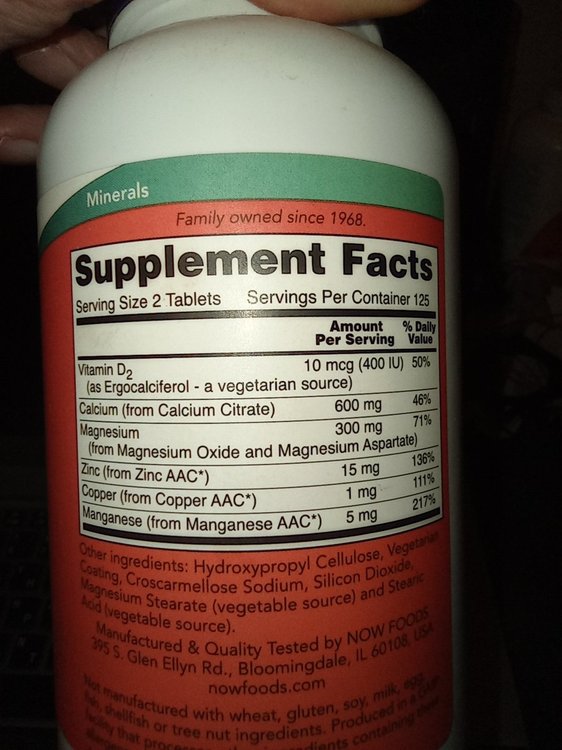 Minerals
Family owned since 1968.
Supplement Facts
Serving Size 2 Tablets Servings Per Container 125
Amount Per Serving % Daily Value
Vitamin D2 10 mcg (400 IU) 50%
(as Ergocalciferol - a vegetarian source)
Calcium (from Calcium Citrate) 600 mg 46%
Magnesium 300 mg 71%
(from Magnesium Oxide and Magnesium Aspartate)
Zinc (from Zinc AAC*) 15 mg 136%
Copper (from Copper AAC*) 1 mg 111%
Manganese (from Manganese AAC*) 5 mg 217%
Other ingredients: Hydroxypropyl Cellulose, Vegetarian
Coating, Croscarmellose Sodium, Silicon Dioxide,
Magnesium Stearate (vegetable source) and Stearic
Acid (vegetable source).
Manufactured & Quality Tested by NOW FOODS
395 S. Glen Ellyn Rd., Bloomingdale, IL 60108, USA
nowfoods.com
Not manufactured with wheat, gluten, soy, milk, egg,
fish, shellfish or tree nut ingredients. Produced in a GMP
facility that ingredients containing these